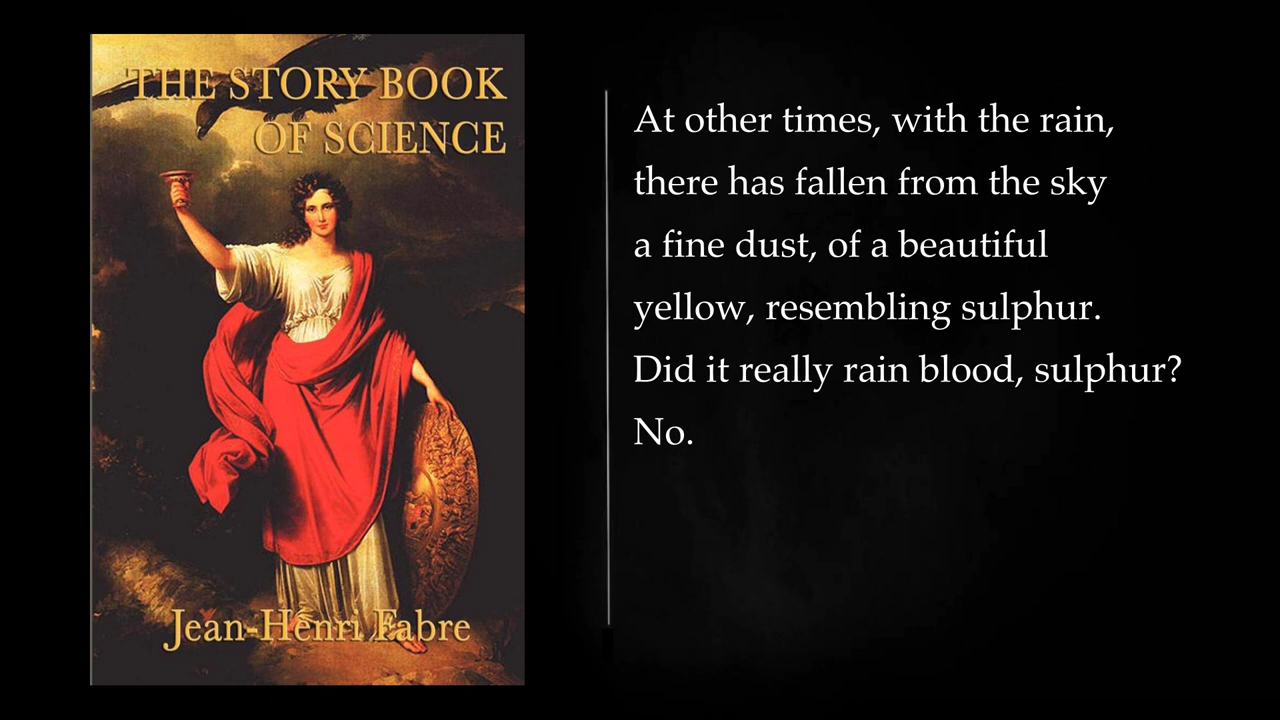 THE STORY BOOK
OF SCIENCE
Jean-Henri Fabre
At other times, with the rain,
there has fallen from the sky
a fine dust, of a beautiful
yellow, resembling sulphur.
Did it really rain blood, sulphur?
No.